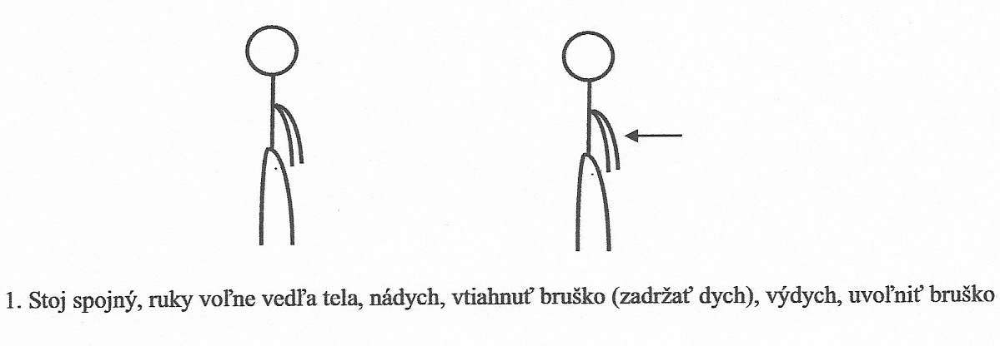 1. Stoj spojný, ruky voľne vedľa tela, nádych, vtiahnuť bruško (zadržať dych), výdych, uvoľniť bruško